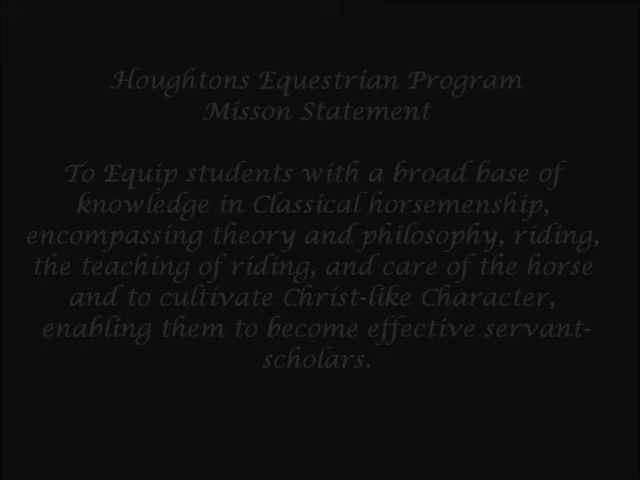 Houghtons Equestrian Program
Misson Statement
To Equip students with a broad base of
knowledge in Classical horsemenship,
encompassing theory and philosophy, riding,
the teaching of riding, and care of the horse
and to cultivate Christ-like Character,
enabling them to become effective servant-
scholars.